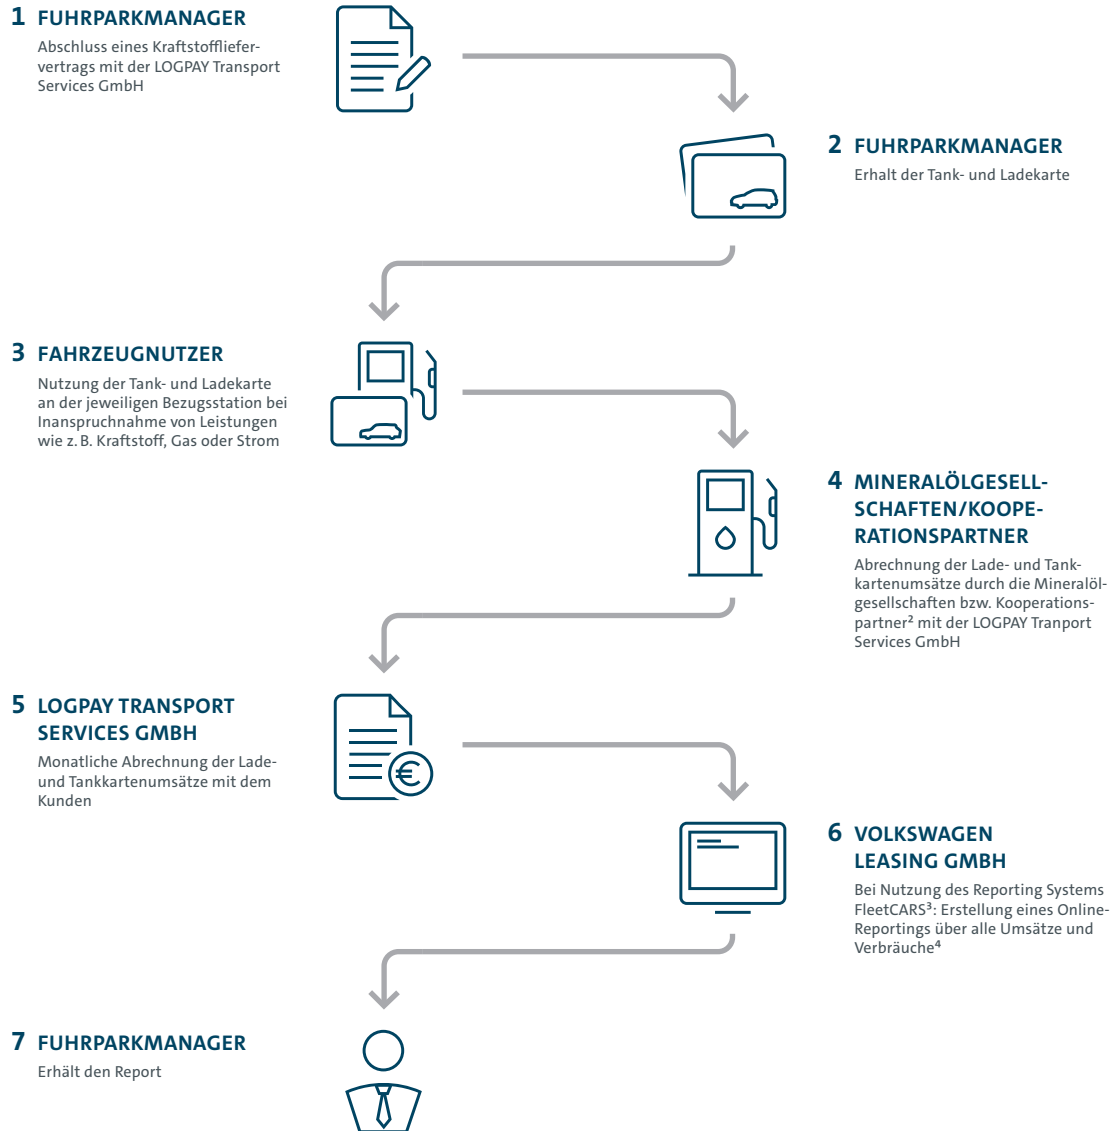 1 FUHRPARKMANAGER
Abschluss eines Kraftstoffliefer-
vertrags mit der LOGPAY Transport
Services GmbH
2 FUHRPARKMANAGER
Erhalt der Tank- und Ladekarte
3 FAHRZEUGNUTZER
Nutzung der Tank- und Ladekarte
an der jeweiligen Bezugsstation bei
Inanspruchnahme von Leistungen
wie z. B. Kraftstoff, Gas oder Strom
4 MINERALÖLGESELL-
SCHAFTEN/KOOPE-
RATIONSPARTNER
Abrechnung der Lade- und Tank-
kartenumsätze durch die Mineralöl-
gesellschaften bzw. Kooperations-
partner² mit der LOGPAY Tranport
Services GmbH
5 LOGPAY TRANSPORT
SERVICES GMBH
Monatliche Abrechnung der Lade-
und Tankkartenumsätze mit dem
Kunden
€
6 VOLKSWAGEN
LEASING GMBH
Bei Nutzung des Reporting Systems
FleetCARS³: Erstellung eines Online-
Reportings über alle Umsätze und
Verbräuche⁴
7 FUHRPARKMANAGER
Erhält den Report